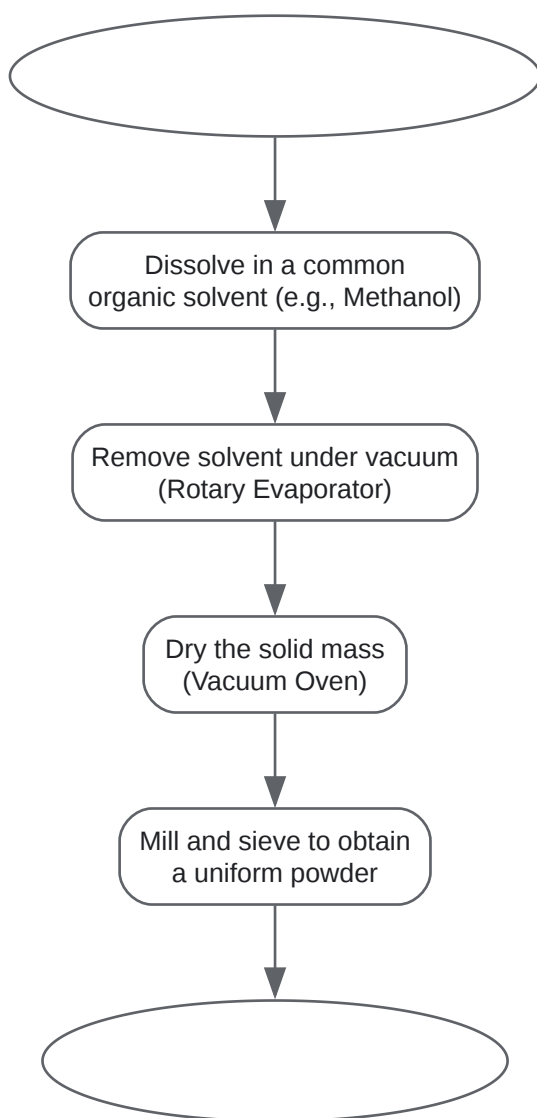 Dissolve in a common
organic solvent (e.g., Methanol)
Remove solvent under vacuum
(Rotary Evaporator)
Dry the solid mass
(Vacuum Oven)
Mill and sieve to obtain
a uniform powder